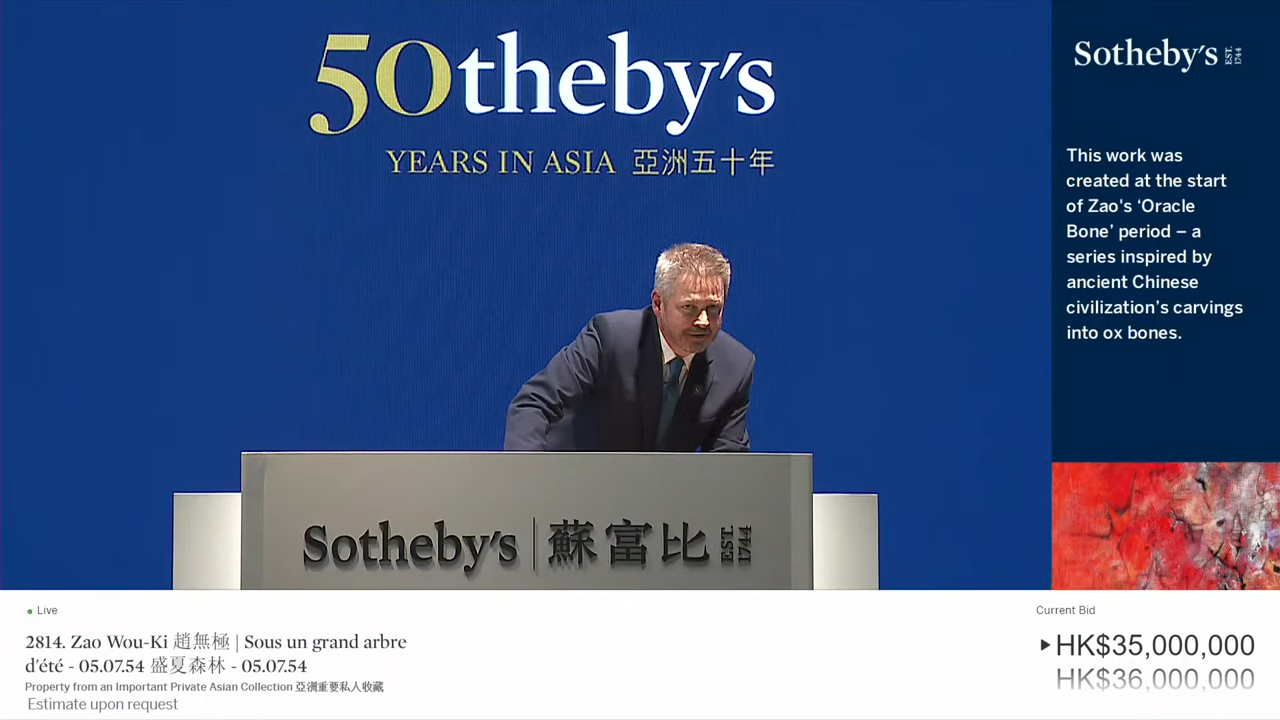 50theby's
YEARS IN ASIA 亞洲五十年
Sotheby's EST. 1744
This work was
created at the start
of Zao's ‘Oracle
Bone’ period – a
series inspired by
ancient Chinese
civilization’s carvings
into ox bones.
Sotheby's | 蘇富比 EST. 1744
Live
2814. Zao Wou-Ki 趙無極 | Sous un grand arbre
d'été - 05.07.54 盛夏森林 - 05.07.54
Property from an Important Private Asian Collection 亞洲重要私人收藏
Estimate upon request
Current Bid
HK$35,000,000
HK$36,000,000